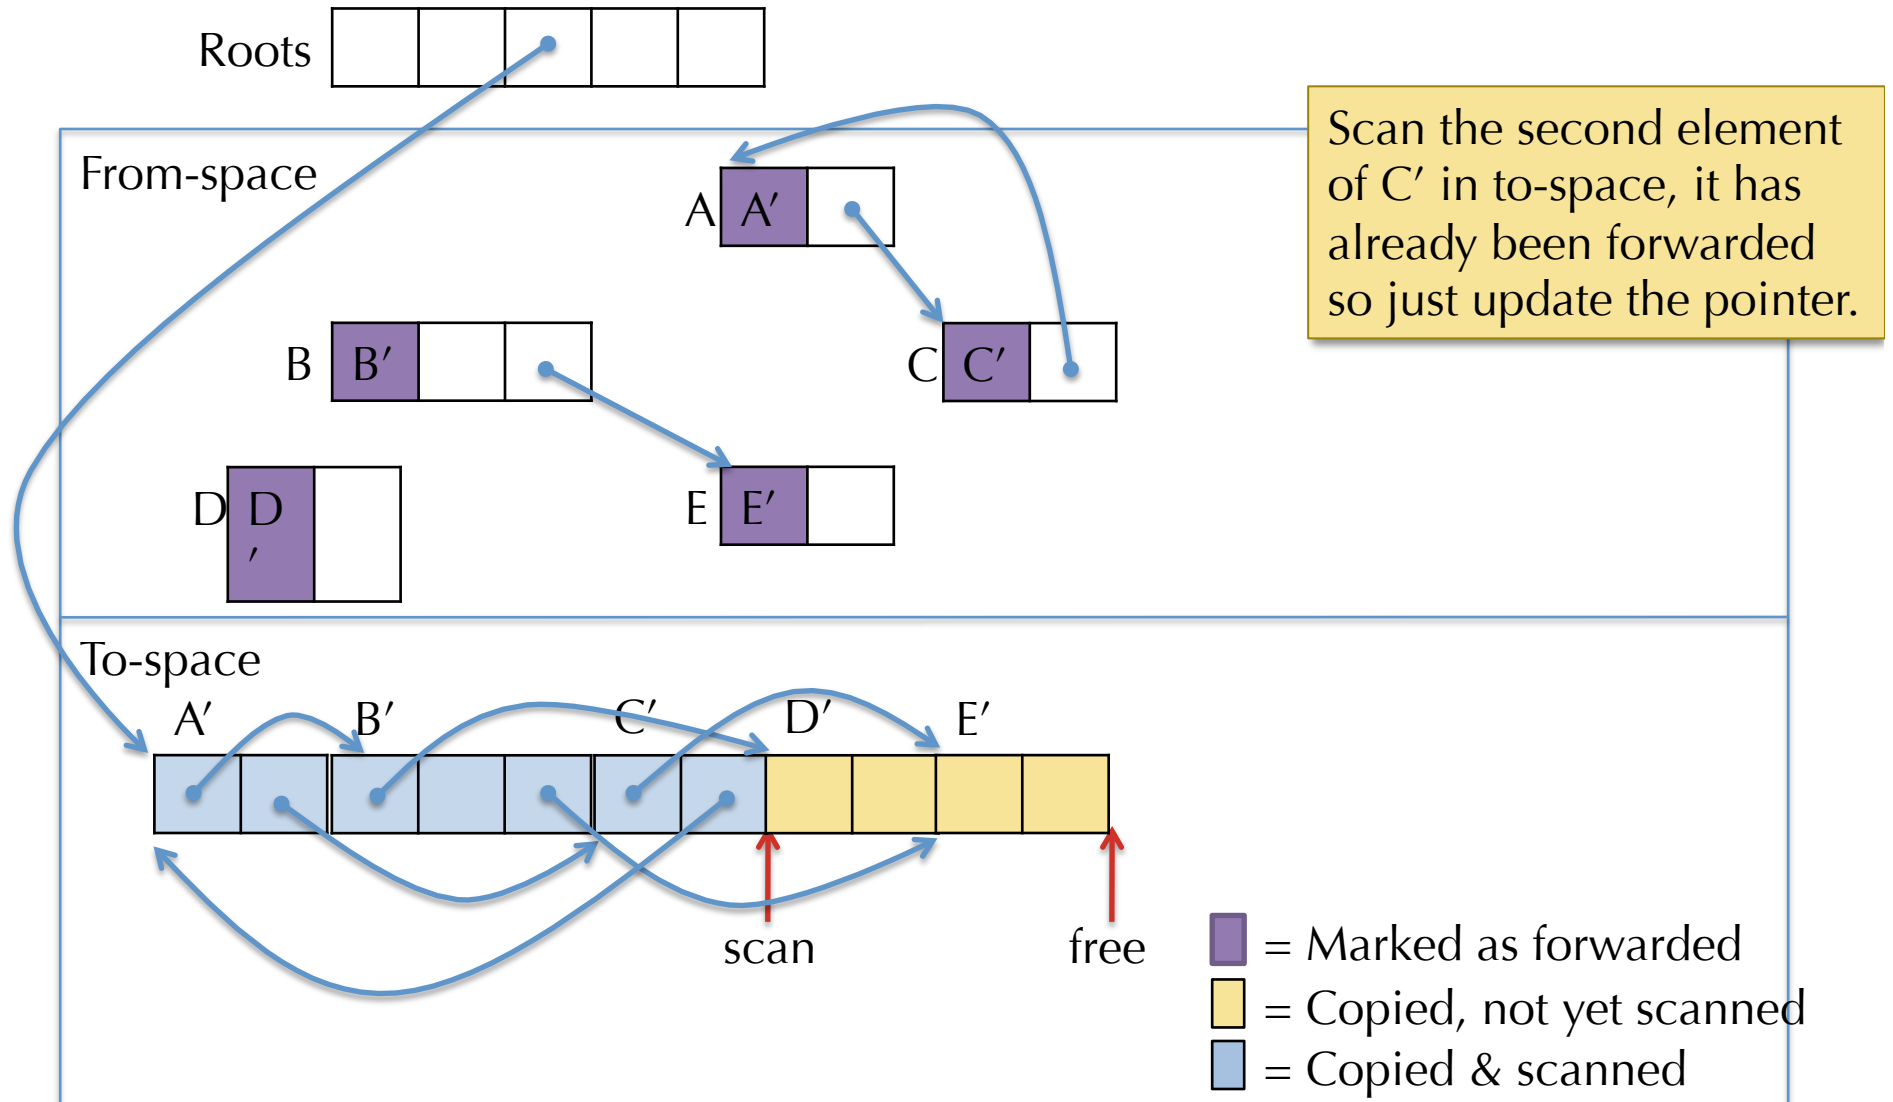 Roots
Scan the second element
of C′ in to-space, it has
already been forwarded
so just update the pointer.
From-space
A A′
B B′
C C′
D D
′
E E′
To-space
A′ B′ C′ D′ E′
scan free
= Marked as forwarded
= Copied, not yet scanned
= Copied & scanned